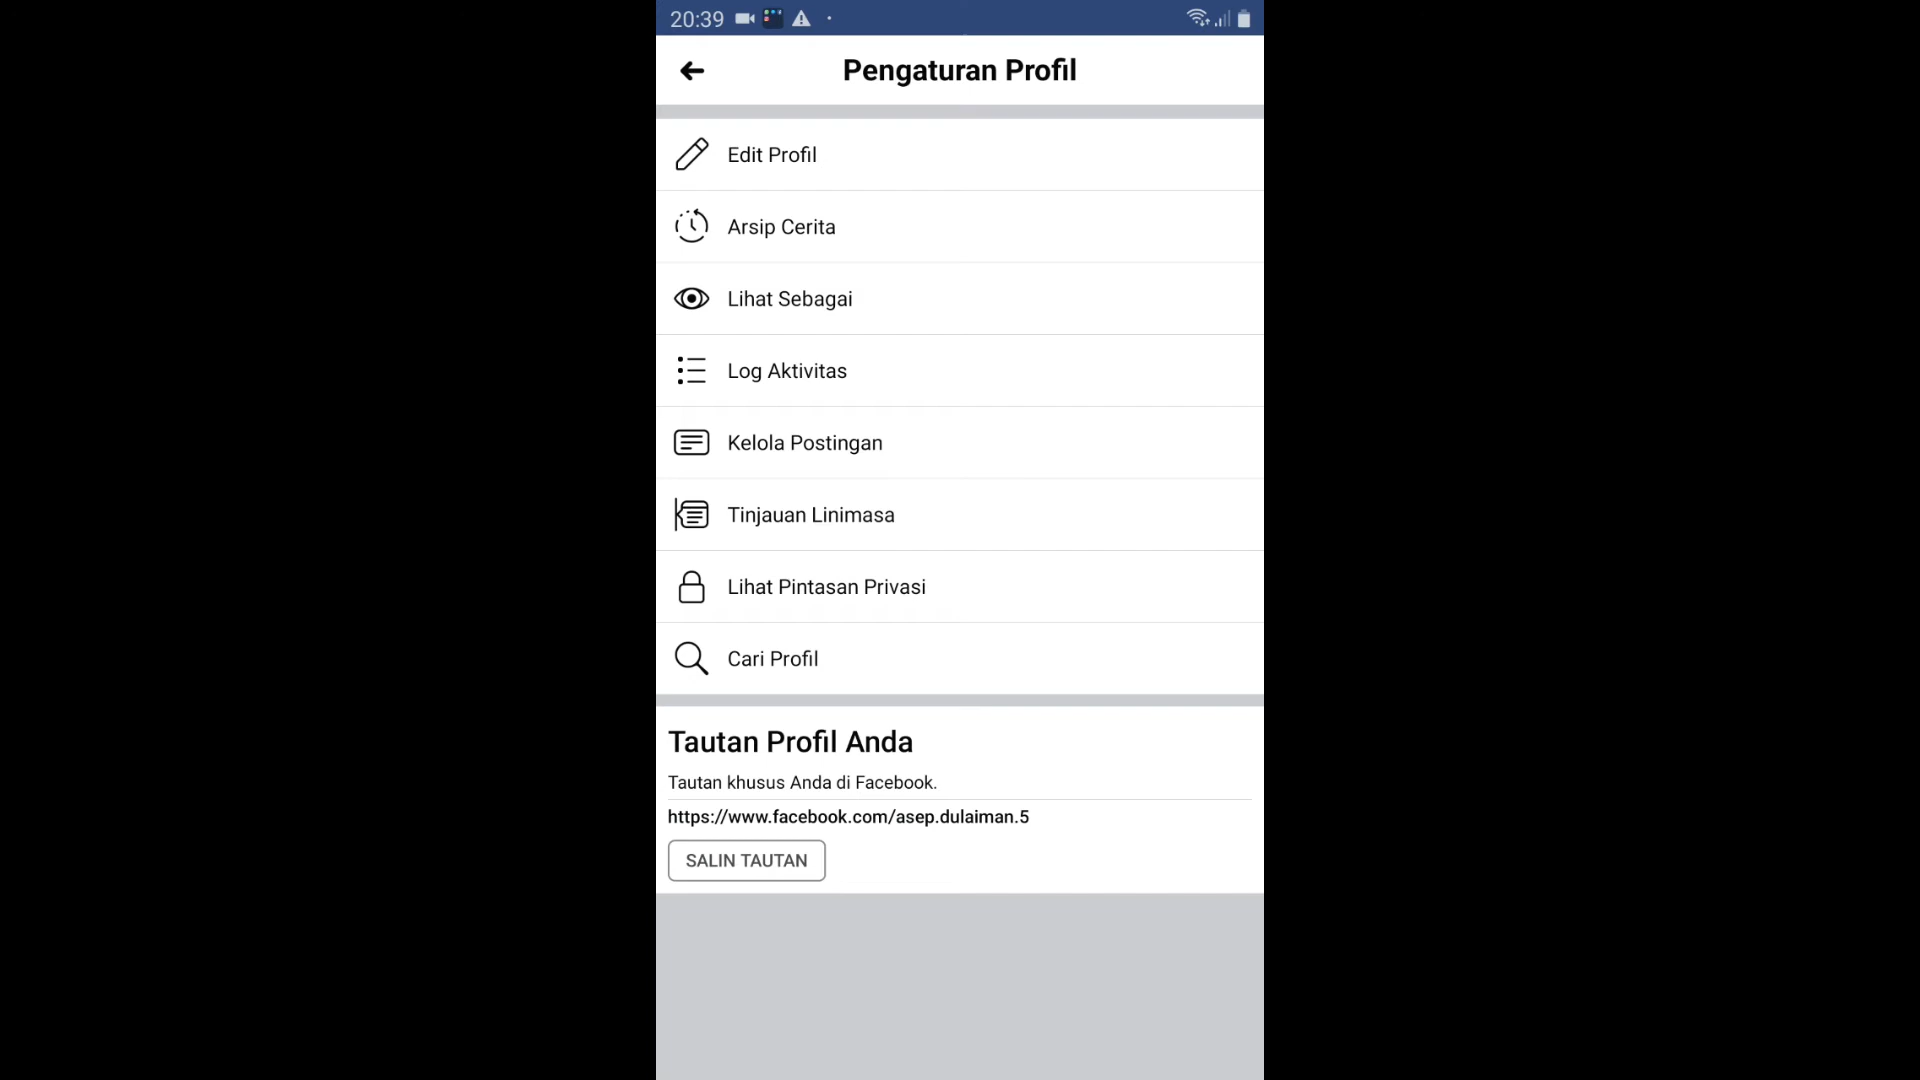 20:39
Pengaturan Profil
Edit Profil
Arsip Cerita
Lihat Sebagai
Log Aktivitas
Kelola Postingan
Tinjauan Linimasa
Lihat Pintasan Privasi
Cari Profil
Tautan Profil Anda
Tautan khusus Anda di Facebook.
https://www.facebook.com/asep.dulaiman.5
SALIN TAUTAN